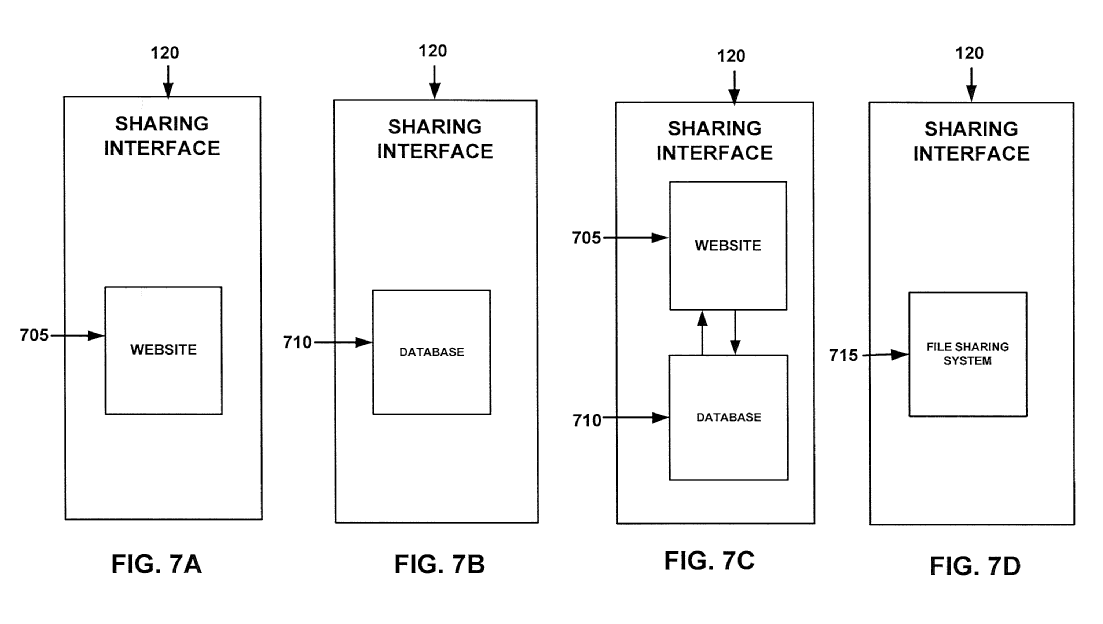 120
SHARING
INTERFACE
705
WEBSITE
FIG. 7A
120
SHARING
INTERFACE
710
DATABASE
FIG. 7B
120
SHARING
INTERFACE
705
WEBSITE
710
DATABASE
FIG. 7C
120
SHARING
INTERFACE
715
FILE SHARING
SYSTEM
FIG. 7D